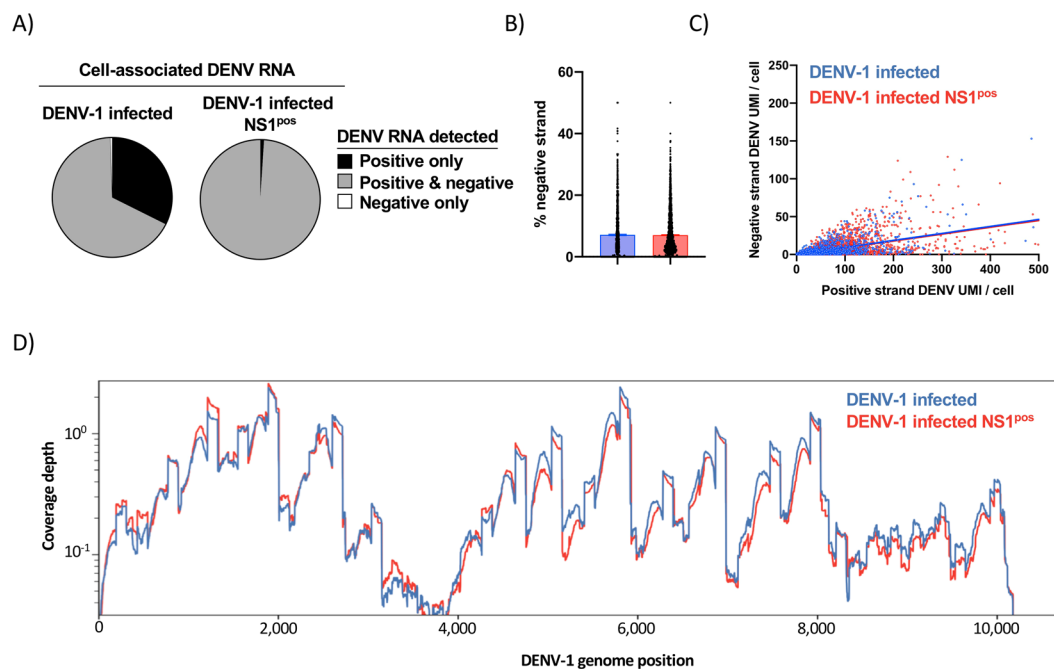 A)
Cell-associated DENV RNA
DENV-1 infected
DENV-1 infected
NS1pos
DENV RNA detected
Positive only
Positive & negative
Negative only
B)
% negative strand
60
40
20
0
C)
Negative strand DENV UMI / cell
250
200
150
100
50
0
0 100 200 300 400 500
Positive strand DENV UMI / cell
DENV-1 infected
DENV-1 infected NS1pos
D)
Coverage depth
10^0
10^-1
0 2,000 4,000 6,000 8,000 10,000
DENV-1 genome position
DENV-1 infected
DENV-1 infected NS1pos